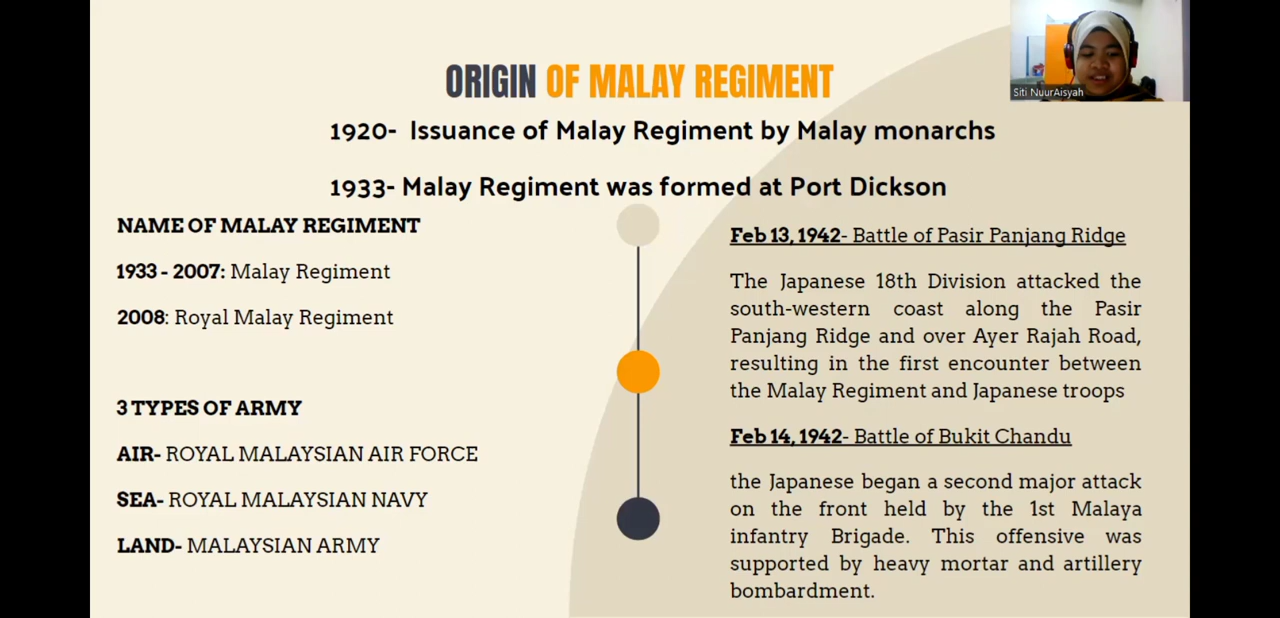 ORIGIN OF MALAY REGIMENT
Siti NuurAisyah
1920- Issuance of Malay Regiment by Malay monarchs
1933- Malay Regiment was formed at Port Dickson
NAME OF MALAY REGIMENT
1933 - 2007: Malay Regiment
2008: Royal Malay Regiment
3 TYPES OF ARMY
AIR- ROYAL MALAYSIAN AIR FORCE
SEA- ROYAL MALAYSIAN NAVY
LAND- MALAYSIAN ARMY
Feb 13, 1942- Battle of Pasir Panjang Ridge
The Japanese 18th Division attacked the
south-western coast along the Pasir
Panjang Ridge and over Ayer Rajah Road,
resulting in the first encounter between
the Malay Regiment and Japanese troops
Feb 14, 1942- Battle of Bukit Chandu
the Japanese began a second major attack
on the front held by the 1st Malaya
infantry Brigade. This offensive was
supported by heavy mortar and artillery
bombardment.